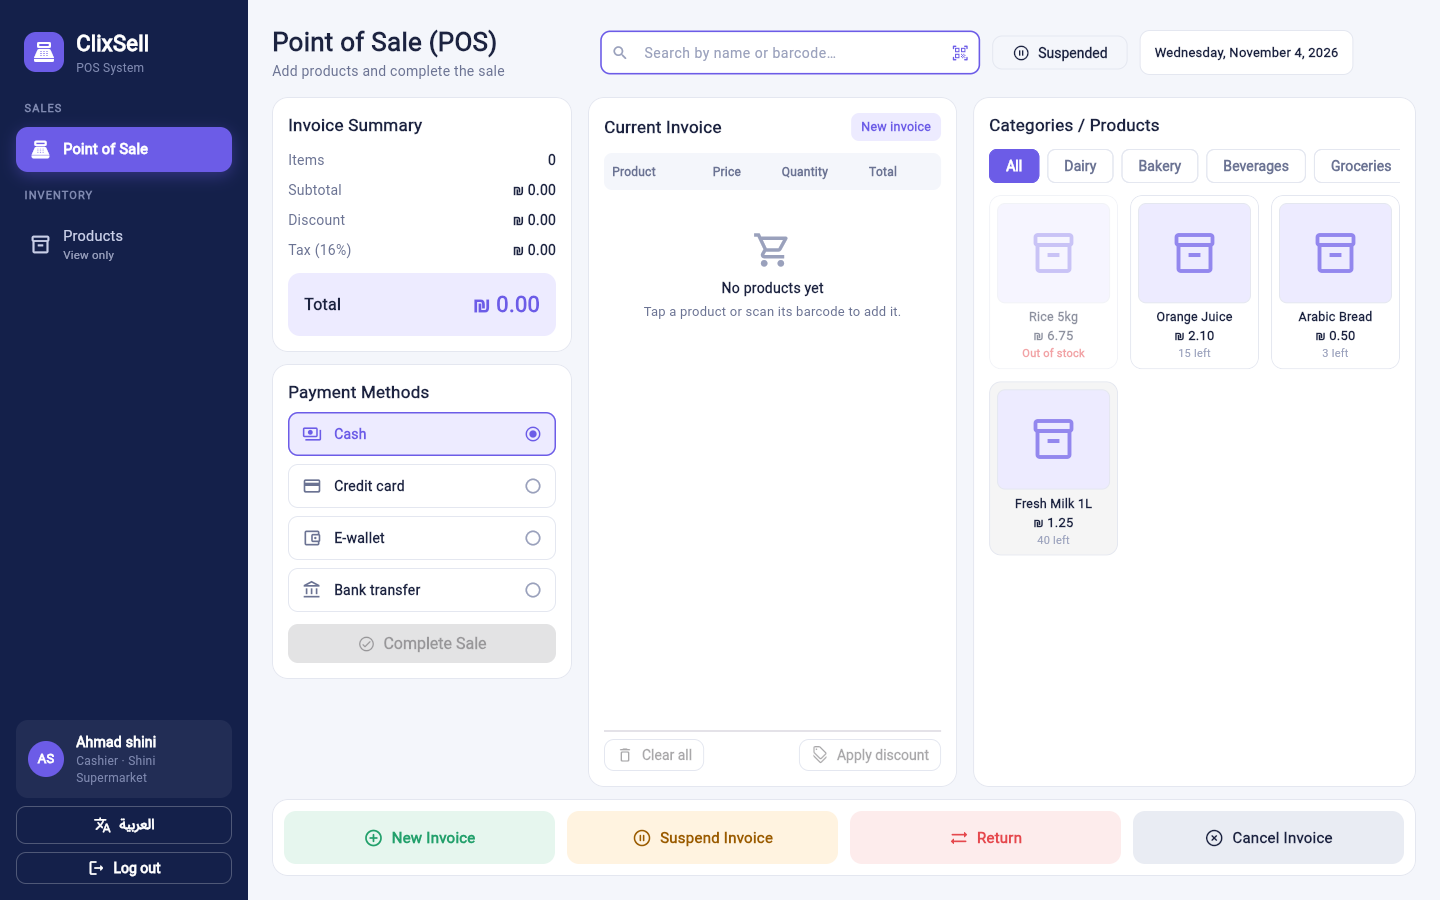 ClixSell
POS System
SALES
Point of Sale
INVENTORY
Products
View only
AS
Ahmad shini
Cashier · Shini
Supermarket
العربية
Log out
Point of Sale (POS)
Add products and complete the sale
Search by name or barcode...
Suspended
Wednesday, November 4, 2026
Invoice Summary
Items 0
Subtotal ₪ 0.00
Discount ₪ 0.00
Tax (16%) ₪ 0.00
Total ₪ 0.00
Payment Methods
Cash
Credit card
E-wallet
Bank transfer
Complete Sale
Current Invoice
New invoice
Product Price Quantity Total
No products yet
Tap a product or scan its barcode to add it.
Clear all
Apply discount
Categories / Products
All Dairy Bakery Beverages Groceries
Rice 5kg
₪ 6.75
Out of stock
Orange Juice
₪ 2.10
15 left
Arabic Bread
₪ 0.50
3 left
Fresh Milk 1L
₪ 1.25
40 left
New Invoice
Suspend Invoice
Return
Cancel Invoice